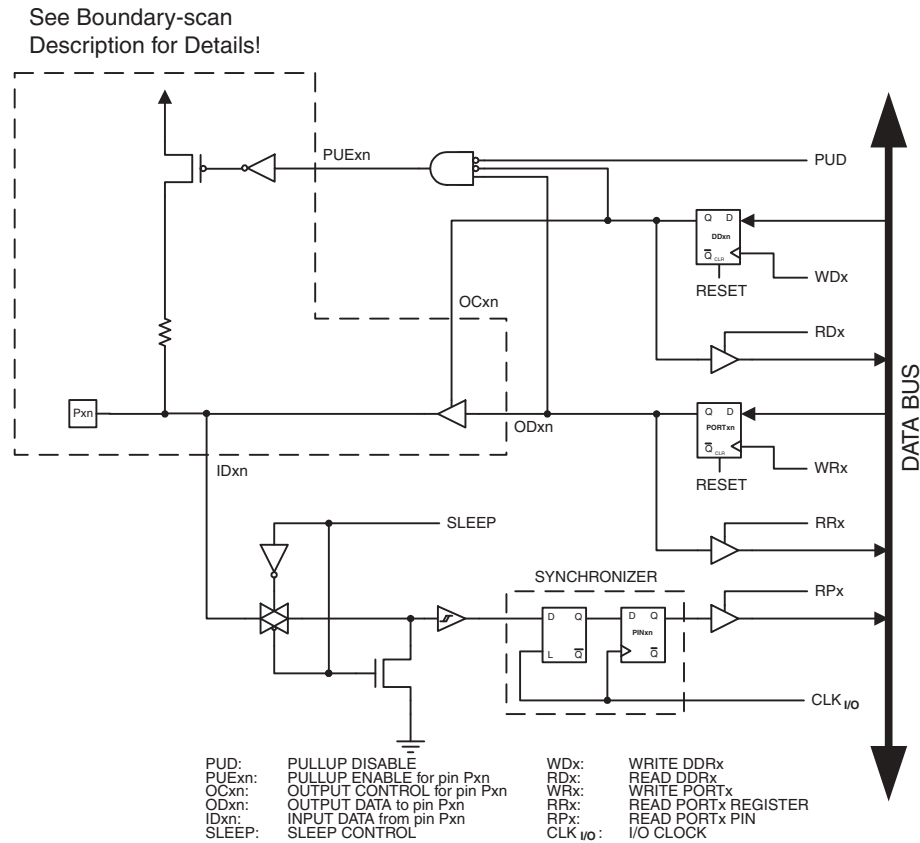 See Boundary-scan
Description for Details!
PUExn
PUD
Q D
DDxn
Q CLR
RESET
WDx
OCxn
RDx
Pxn
ODxn
Q D
PORTxn
Q CLR
RESET
WRx
IDxn
DATA BUS
SLEEP
RRx
SYNCHRONIZER
RPx
D Q
L Q
D Q
PINxn
Q
CLK I/O
PUD: PULLUP DISABLE
PUExn: PULLUP ENABLE for pin Pxn
OCxn: OUTPUT CONTROL for pin Pxn
ODxn: OUTPUT DATA to pin Pxn
IDxn: INPUT DATA from pin Pxn
SLEEP: SLEEP CONTROL
WDx: WRITE DDRx
RDx: READ DDRx
WRx: WRITE PORTx
RRx: READ PORTx REGISTER
RPx: READ PORTx PIN
CLK I/O: I/O CLOCK